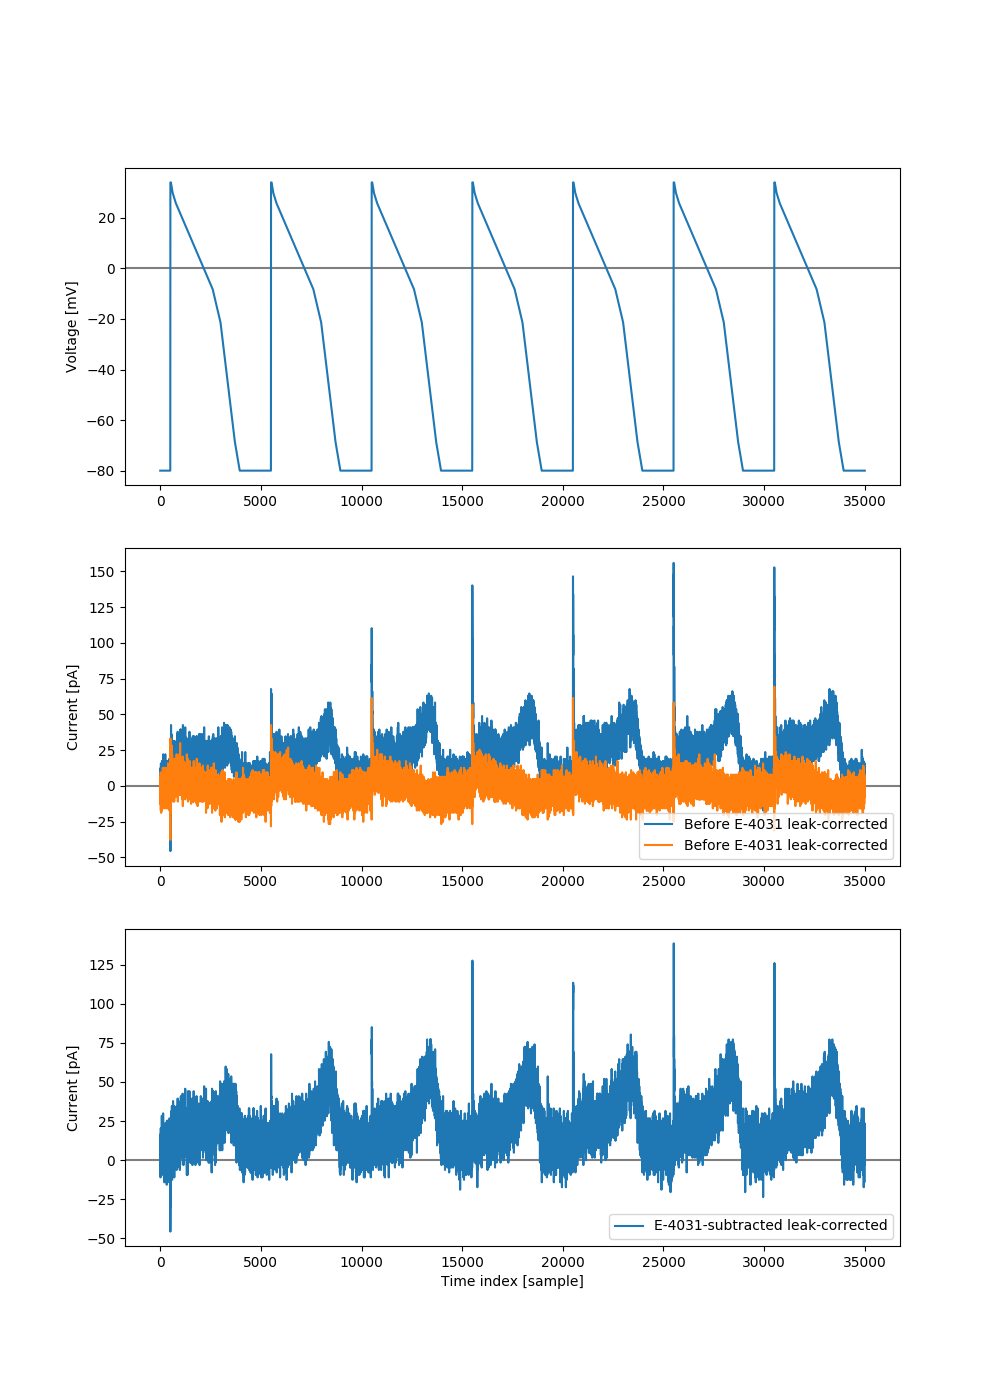 Voltage [mV]
20
0
−20
−40
−60
−80
0 5000 10000 15000 20000 25000 30000 35000
Current [pA]
150
125
100
75
50
25
0
−25
−50
Before E-4031 leak-corrected
Before E-4031 leak-corrected
0 5000 10000 15000 20000 25000 30000 35000
Current [pA]
125
100
75
50
25
0
−25
−50
E-4031-subtracted leak-corrected
0 5000 10000 15000 20000 25000 30000 35000
Time index [sample]